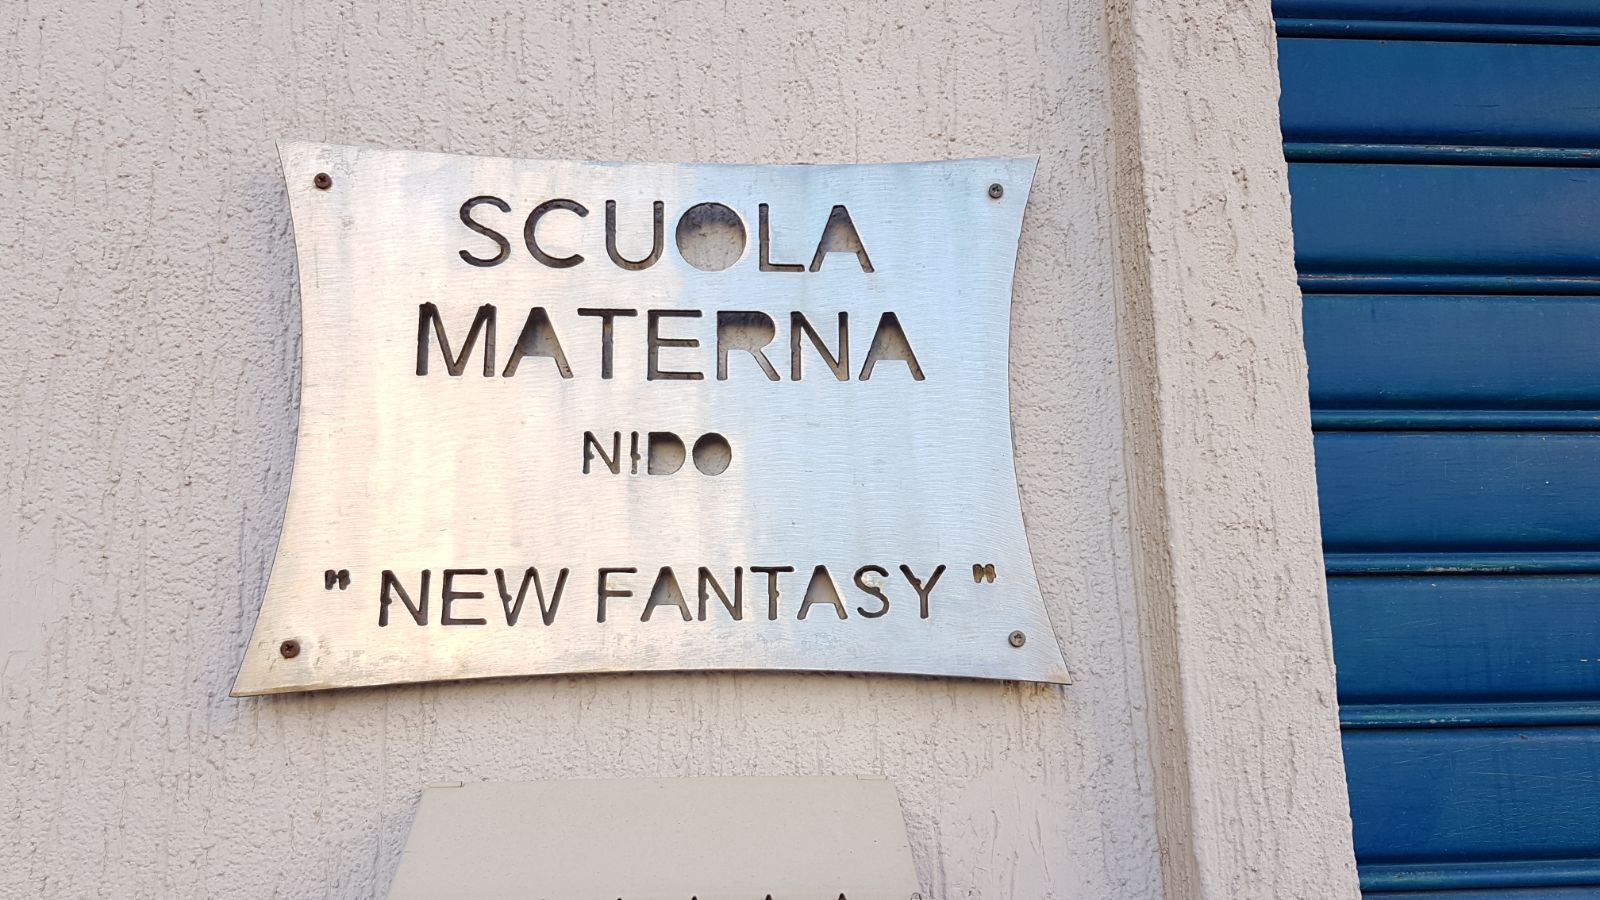 SCUOLA
MATERNA
NIDO
" NEW FANTASY "